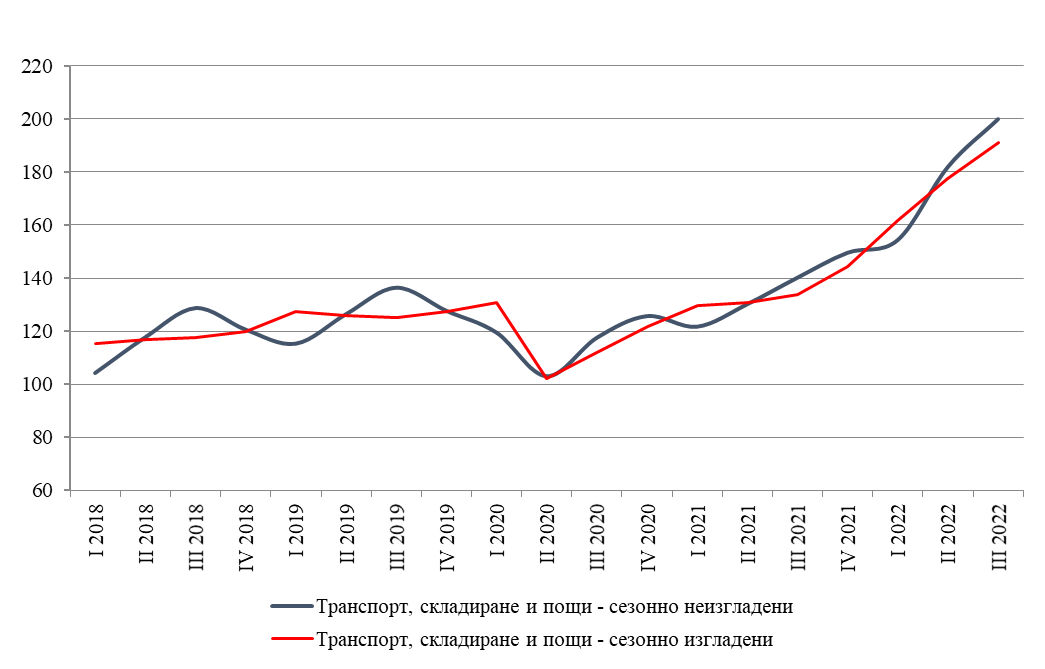 220
200
180
160
140
120
100
80
60
I 2018
II 2018
III 2018
IV 2018
I 2019
II 2019
III 2019
IV 2019
I 2020
II 2020
III 2020
IV 2020
I 2021
II 2021
III 2021
IV 2021
I 2022
II 2022
III 2022
Транспорт, складиране и пощи - сезонно неизгладени
Транспорт, складиране и пощи - сезонно изгладени